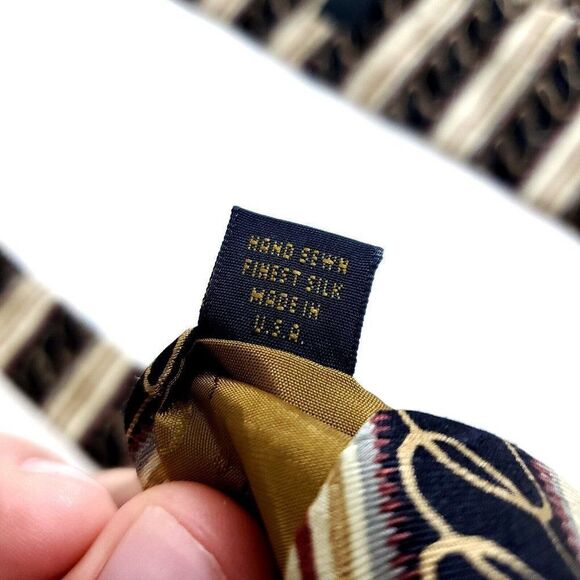 HAND SEWN
FINEST SILK
MADE IN
U.S.A.